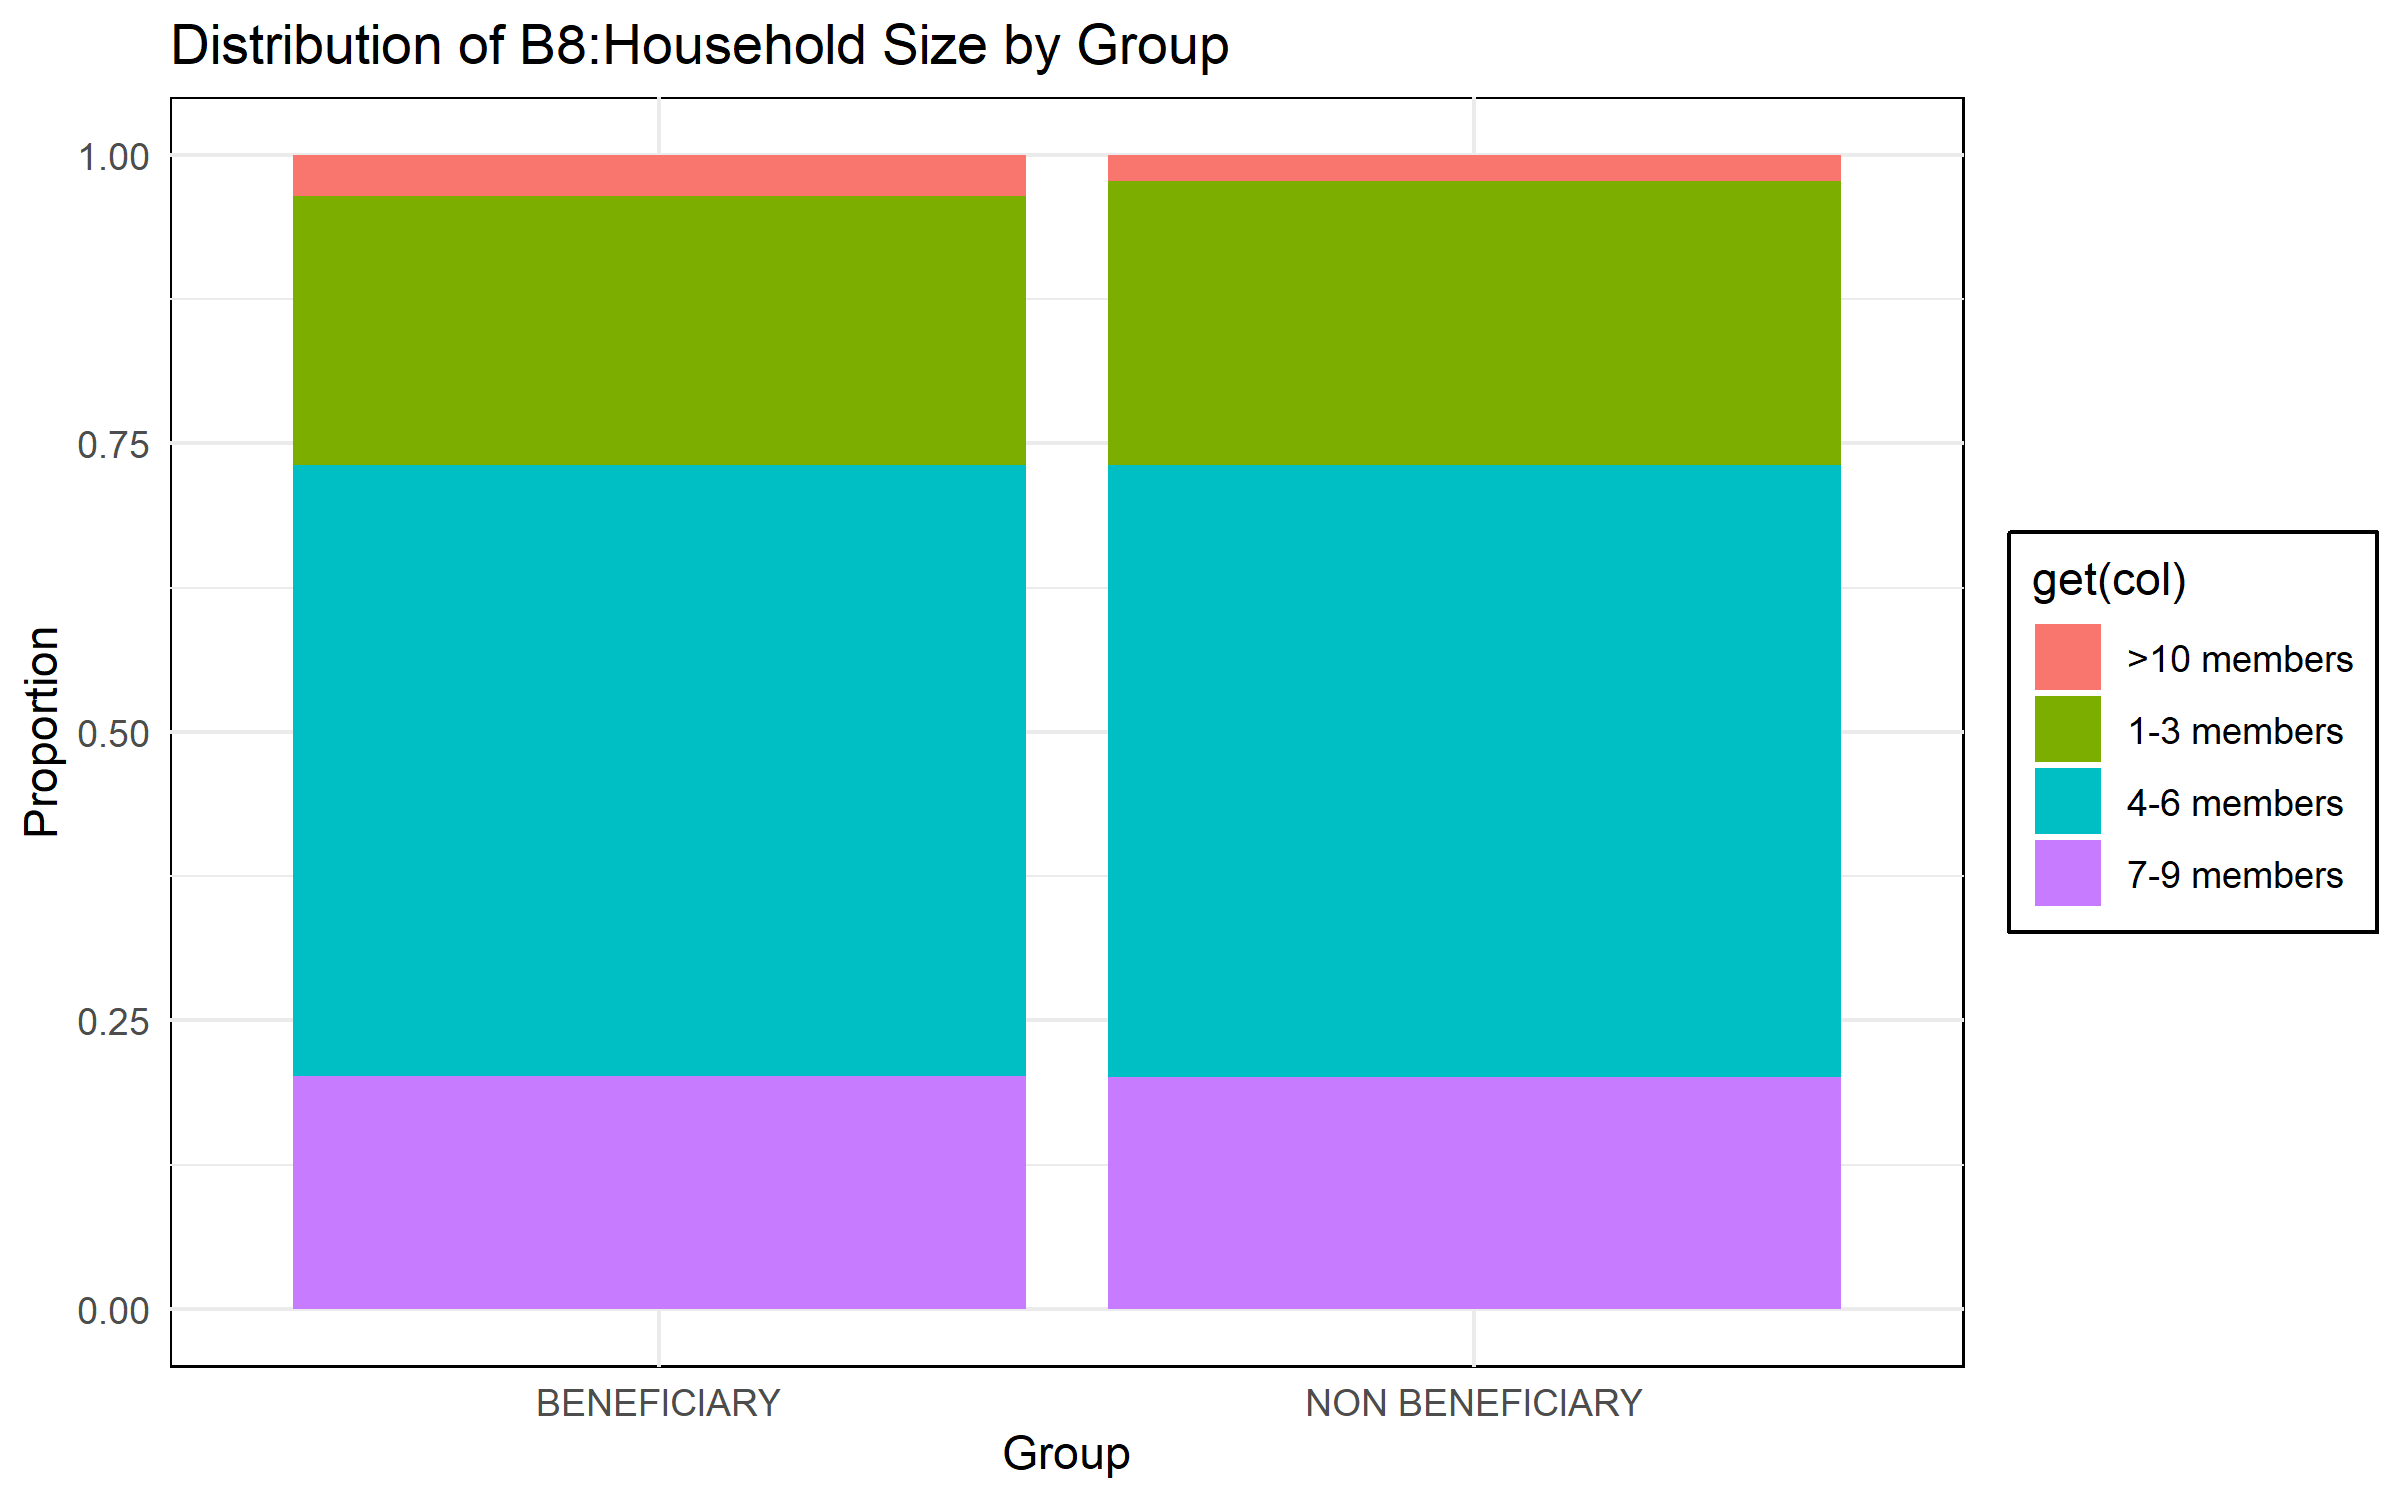 Distribution of B8:Household Size by Group
1.00
0.75
0.50
0.25
0.00
Proportion
BENEFICIARY
NON BENEFICIARY
Group
get(col)
>10 members
1-3 members
4-6 members
7-9 members